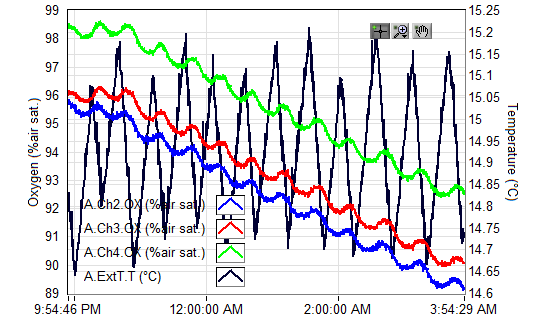 99
98
97
96
95
94
93
92
91
90
89
Oxygen (%air sat.)
15.25
15.2
15.15
15.1
15.05
15
14.95
14.9
14.85
14.8
14.75
14.7
14.65
14.6
Temperature (°C)
A.Ch2.OX (%air sat.)
A.Ch3.OX (%air sat.)
A.Ch4.OX (%air sat.)
A.ExtT.T (°C)
9:54:46 PM
12:00:00 AM
2:00:00 AM
3:54:29 AM